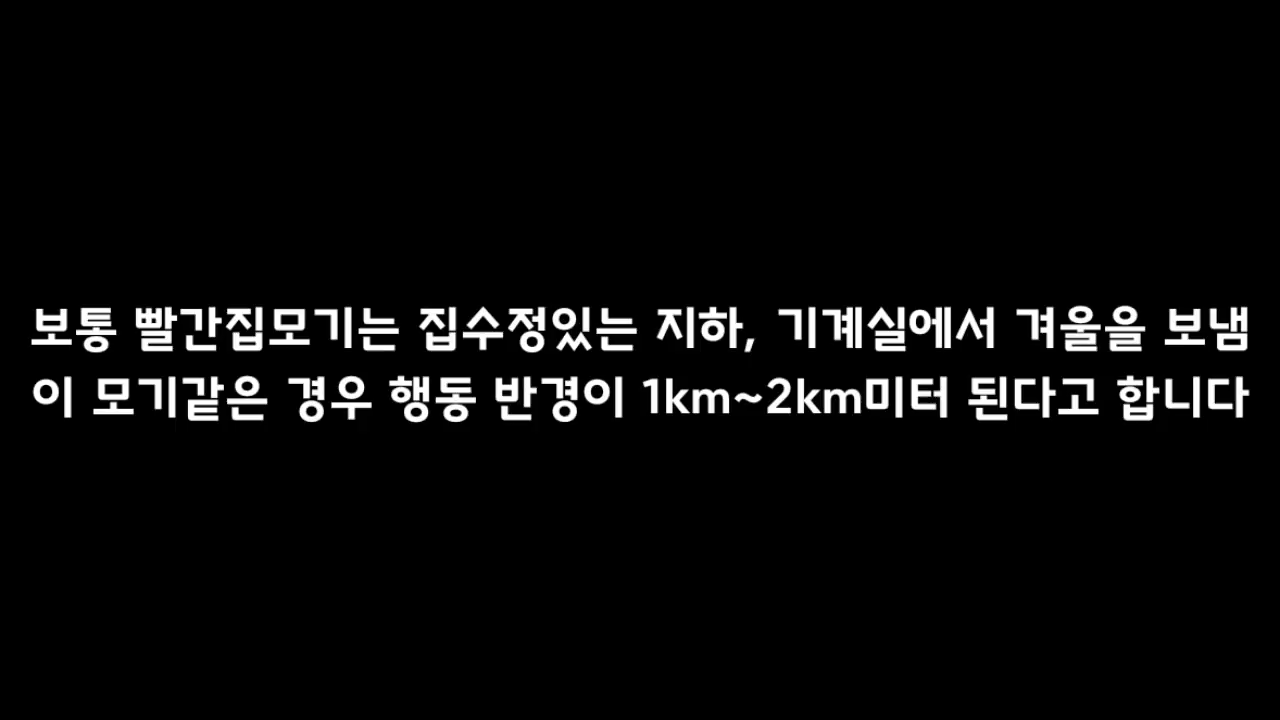 보통 빨간집모기는 집수정있는 지하, 기계실에서 겨울을 보냄
이 모기같은 경우 행동 반경이 1km~2km미터 된다고 합니다